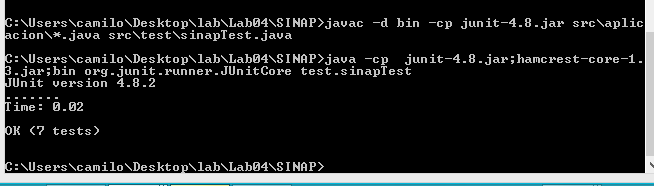 C:\Users\camilo\Desktop\lab\Lab04\SINAP>javac -d bin -cp junit-4.8.jar src\aplic
acion\*.java src\test\sinapTest.java
C:\Users\camilo\Desktop\lab\Lab04\SINAP>java -cp  junit-4.8.jar;hamcrest-core-1.
3.jar;bin org.junit.runner.JUnitCore test.sinapTest
JUnit version 4.8.2
.......
Time: 0.02
OK (7 tests)
C:\Users\camilo\Desktop\lab\Lab04\SINAP>